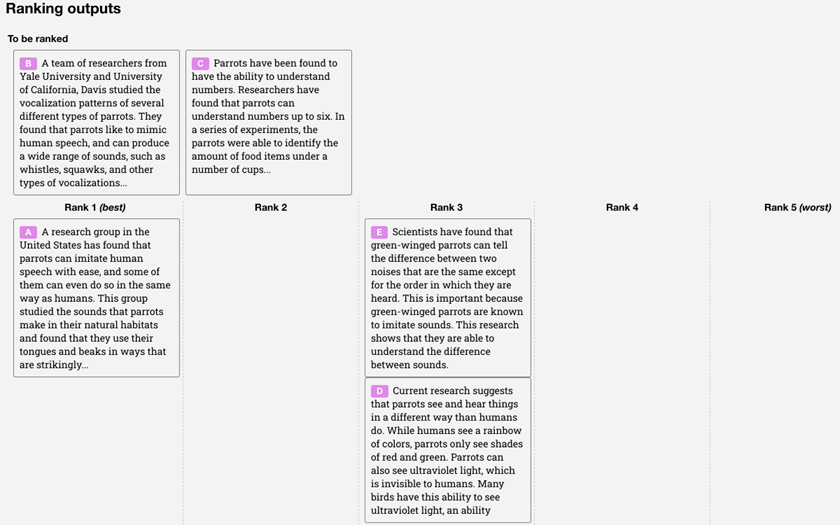 Ranking outputs
To be ranked
B A team of researchers from
Yale University and University
of California, Davis studied the
vocalization patterns of several
different types of parrots. They
found that parrots like to mimic
human speech, and can produce
a wide range of sounds, such as
whistles, squawks, and other
types of vocalizations...
C Parrots have been found to
have the ability to understand
numbers. Researchers have
found that parrots can
understand numbers up to six. In
a series of experiments, the
parrots were able to identify the
amount of food items under a
number of cups...
Rank 1 (best)
Rank 2
Rank 3
Rank 4
Rank 5 (worst)
A A research group in the
United States has found that
parrots can imitate human
speech with ease, and some of
them can even do so in the same
way as humans. This group
studied the sounds that parrots
make in their natural habitats
and found that they use their
tongues and beaks in ways that
are strikingly...
E Scientists have found that
green-winged parrots can tell
the difference between two
noises that are the same except
for the order in which they are
heard. This is important because
green-winged parrots are known
to imitate sounds. This research
shows that they are able to
understand the difference
between sounds.
D Current research suggests
that parrots see and hear things
in a different way than humans
do. While humans see a rainbow
of colors, parrots only see shades
of red and green. Parrots can
also see ultraviolet light, which
is invisible to humans. Many
birds have this ability to see
ultraviolet light, an ability